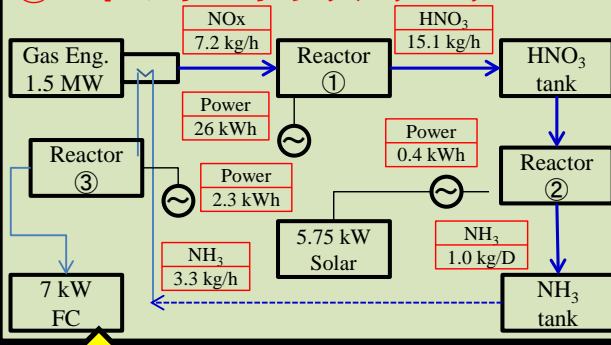 NOx
7.2 kg/h
HNO₃
15.1 kg/h
Gas Eng.
1.5 MW
Reactor
①
HNO₃
tank
Power
26 kWh
Power
0.4 kWh
Reactor
③
Reactor
②
Power
2.3 kWh
5.75 kW
Solar
NH₃
3.3 kg/h
NH₃
1.0 kg/D
7 kW
FC
NH₃
tank